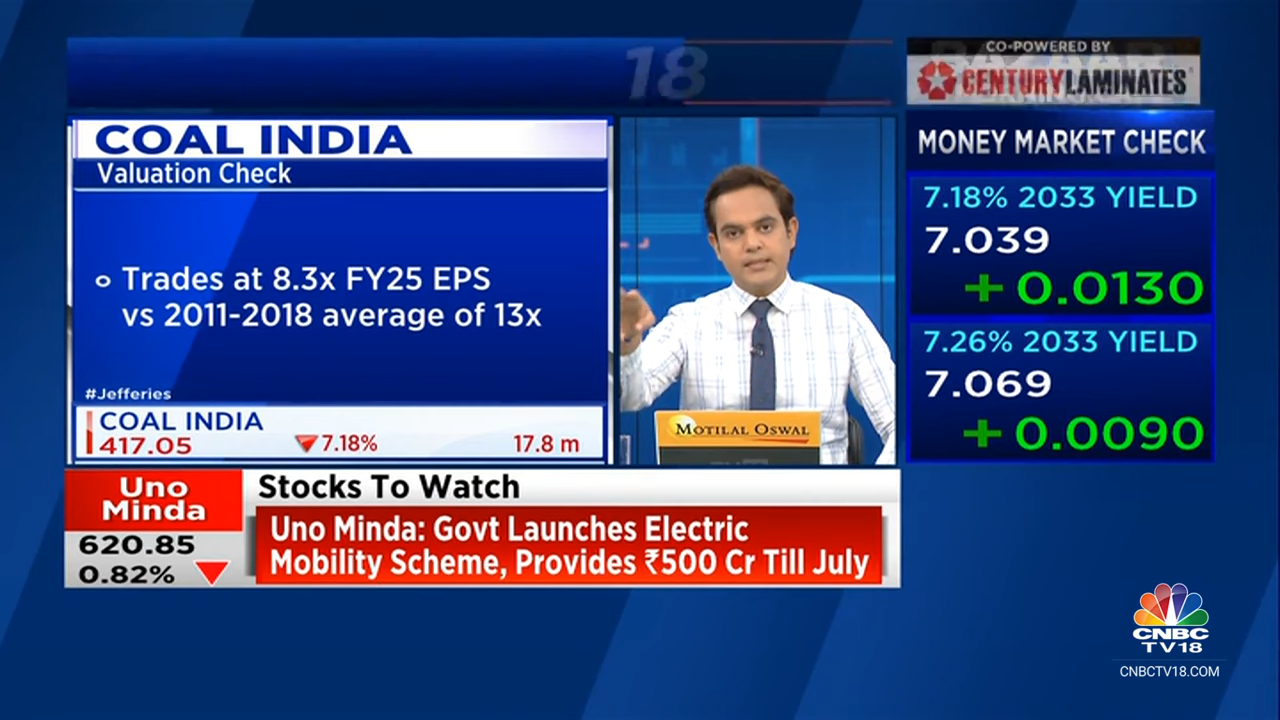 18
CO-POWERED BY
CENTURYLAMINATES
COAL INDIA
Valuation Check
Trades at 8.3x FY25 EPS
vs 2011-2018 average of 13x
#Jefferies
COAL INDIA
417.05 7.18% 17.8 m
MOTILAL OSWAL
MONEY MARKET CHECK
7.18% 2033 YIELD
7.039
+ 0.0130
7.26% 2033 YIELD
7.069
+ 0.0090
Uno
Minda
620.85
0.82%
Stocks To Watch
Uno Minda: Govt Launches Electric
Mobility Scheme, Provides ₹500 Cr Till July
CNBC
TV18
CNBCTV18.COM